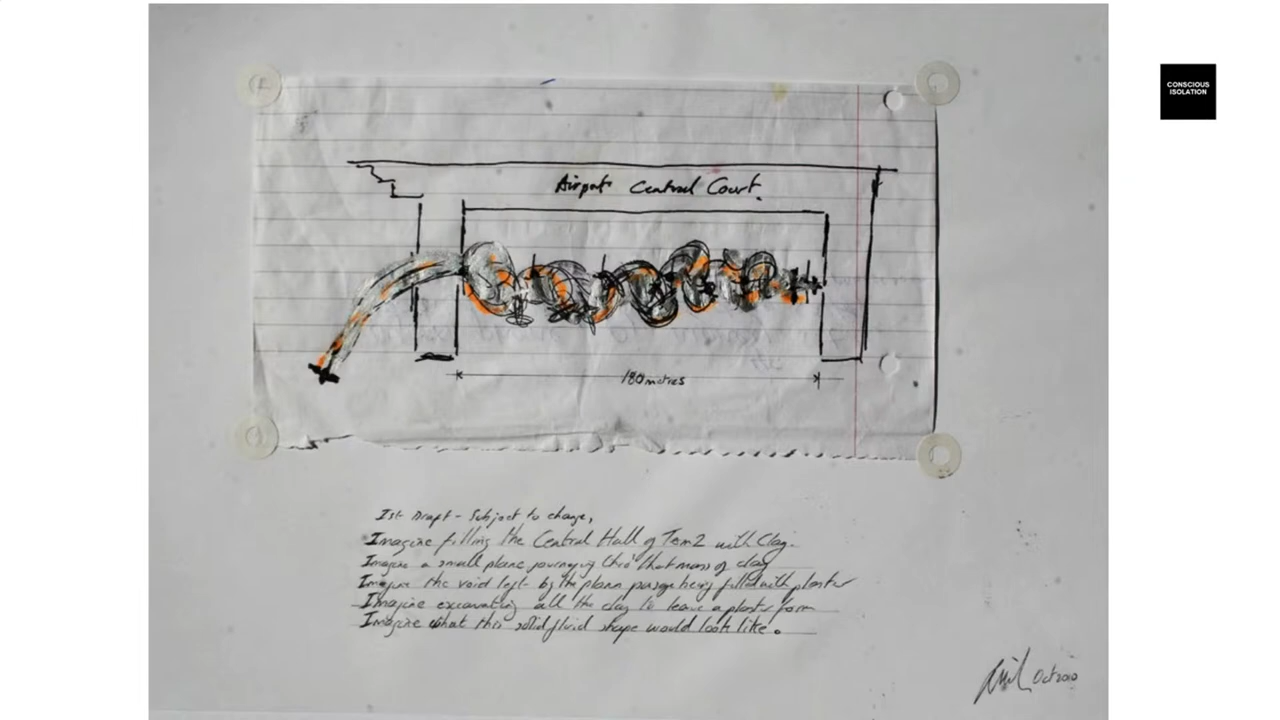 CONSCIOUS
ISOLATION
Airport Central Court.
180 metres
1st Draft - Subject to change,
Imagine filling the Central Hall of Term 2 with Clay.
Imagine a small plane journeying thro' that mass of clay
Imagine the void left by the plane passage being filled with plaster
Imagine excavating all the clay to leave a plaster form
Imagine what this solid fluid shape would look like.
Oct 2010